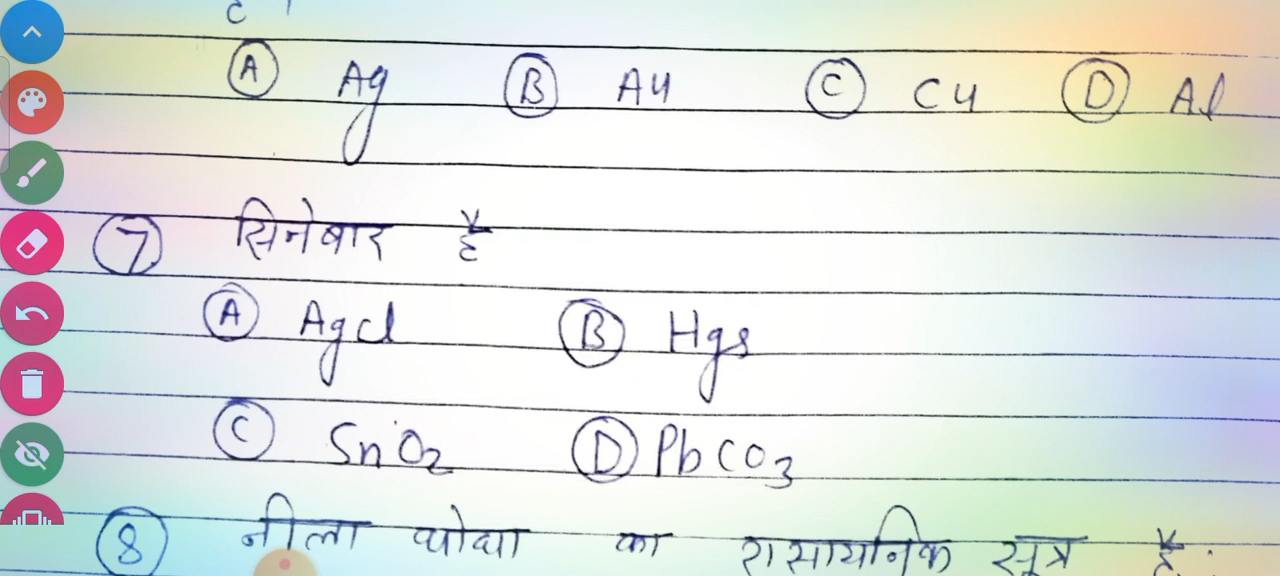 है।
Ⓐ Ag Ⓑ Au Ⓒ Cu Ⓓ Al
⑦ सिनेबार है
Ⓐ Agcl Ⓑ Hgs
Ⓒ SnO₂ Ⓓ PbCO₃
⑧ नीला थोथा का रासायनिक सूत्र है.